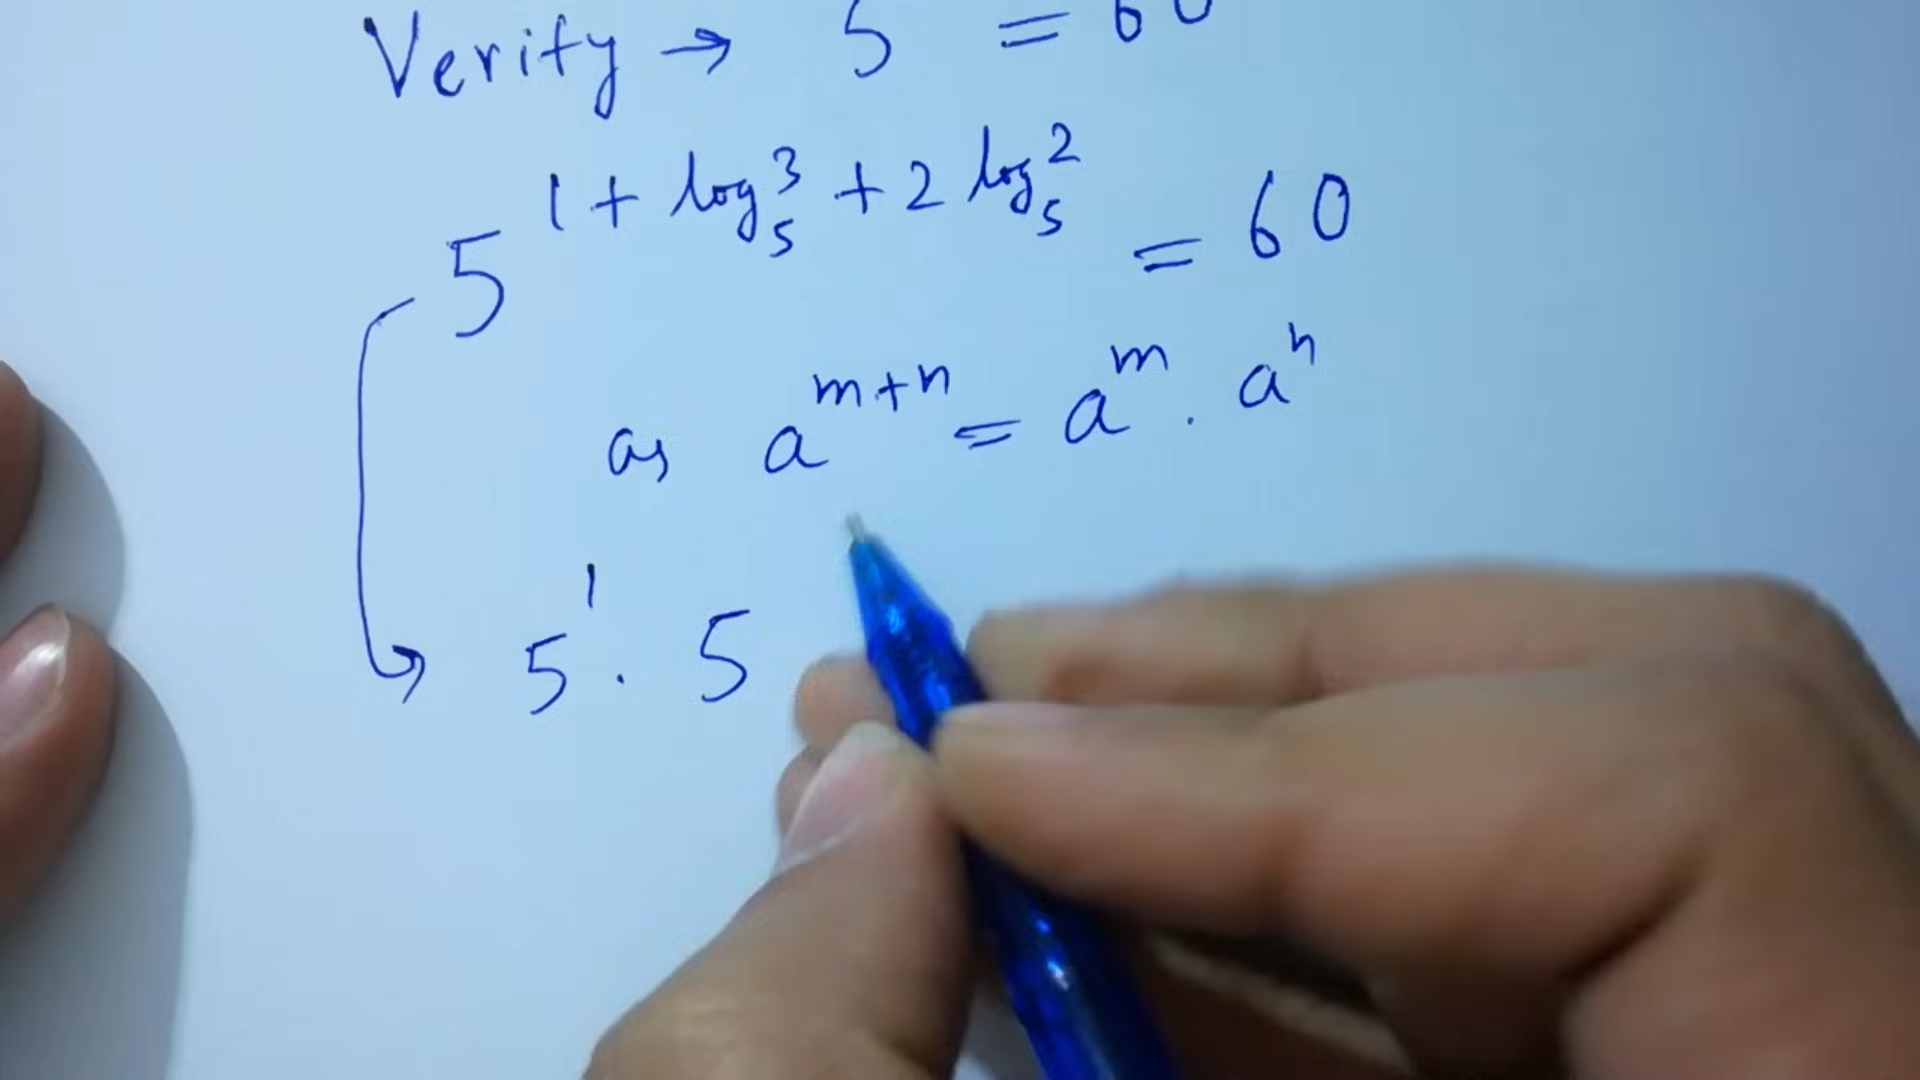 Verify → 5 = 60
5^{1 + log_5 3 + 2 log_5 2} = 60
as a^{m+n} = a^m . a^n
5^1 . 5